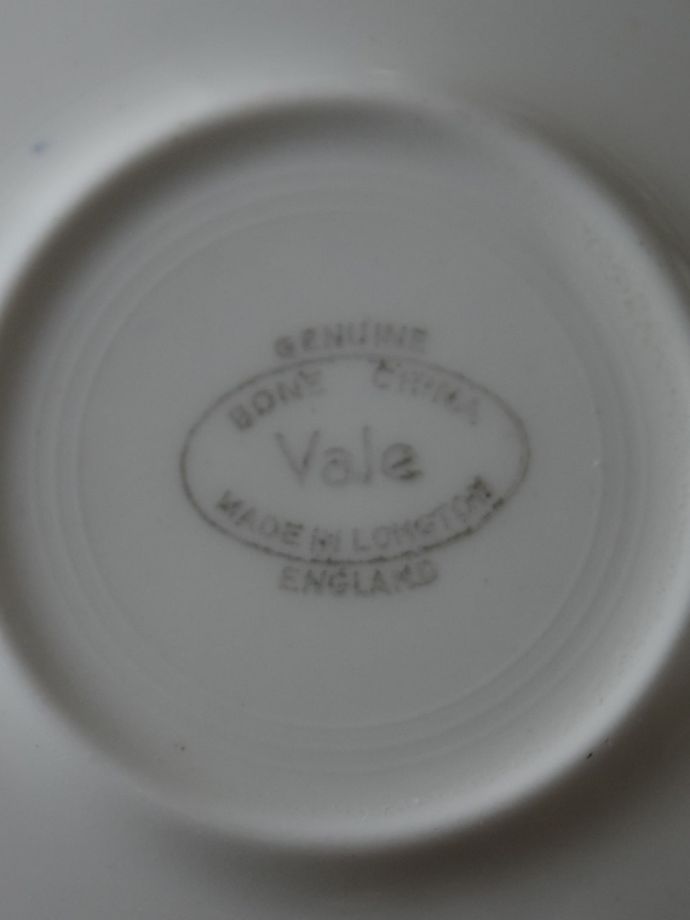 GENUINE
BONE CHINA
Vale
MADE IN LONGTON
ENGLAND